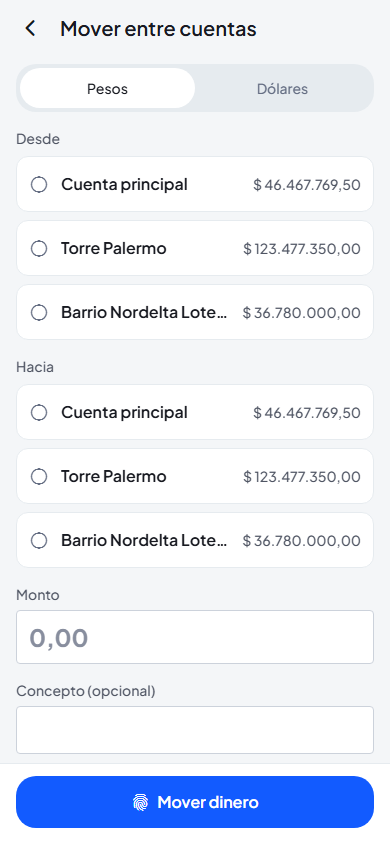 Mover entre cuentas
Pesos
Dólares
Desde
Cuenta principal $ 46.467.769,50
Torre Palermo $ 123.477.350,00
Barrio Nordelta Lote... $ 36.780.000,00
Hacia
Cuenta principal $ 46.467.769,50
Torre Palermo $ 123.477.350,00
Barrio Nordelta Lote... $ 36.780.000,00
Monto
0,00
Concepto (opcional)
Mover dinero